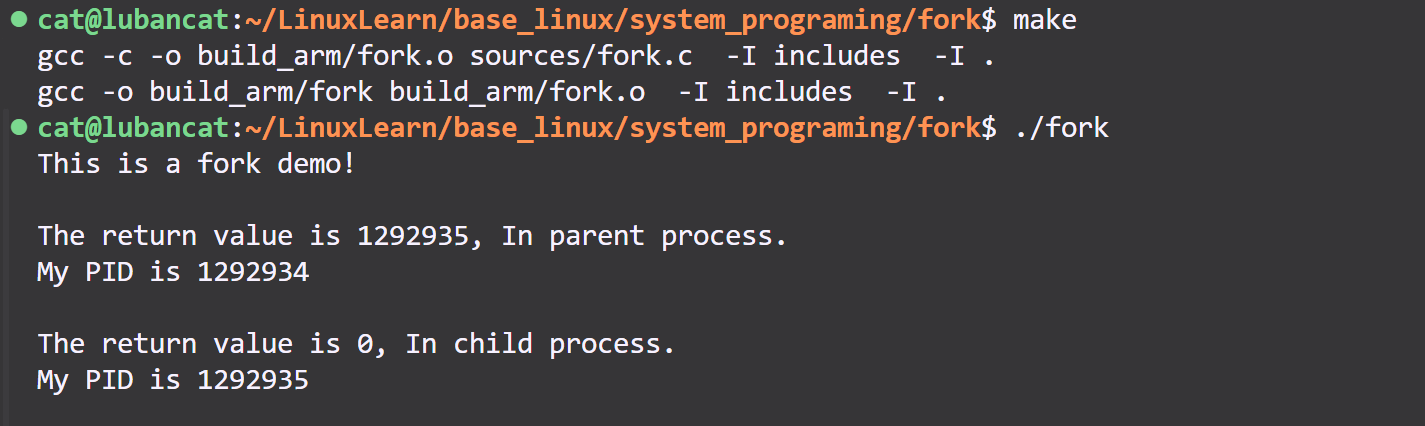 cat@lubancat:~/LinuxLearn/base_linux/system_programing/fork$ make
gcc -c -o build_arm/fork.o sources/fork.c  -I includes  -I .
gcc -o build_arm/fork build_arm/fork.o  -I includes  -I .
cat@lubancat:~/LinuxLearn/base_linux/system_programing/fork$ ./fork
This is a fork demo!
The return value is 1292935, In parent process.
My PID is 1292934
The return value is 0, In child process.
My PID is 1292935